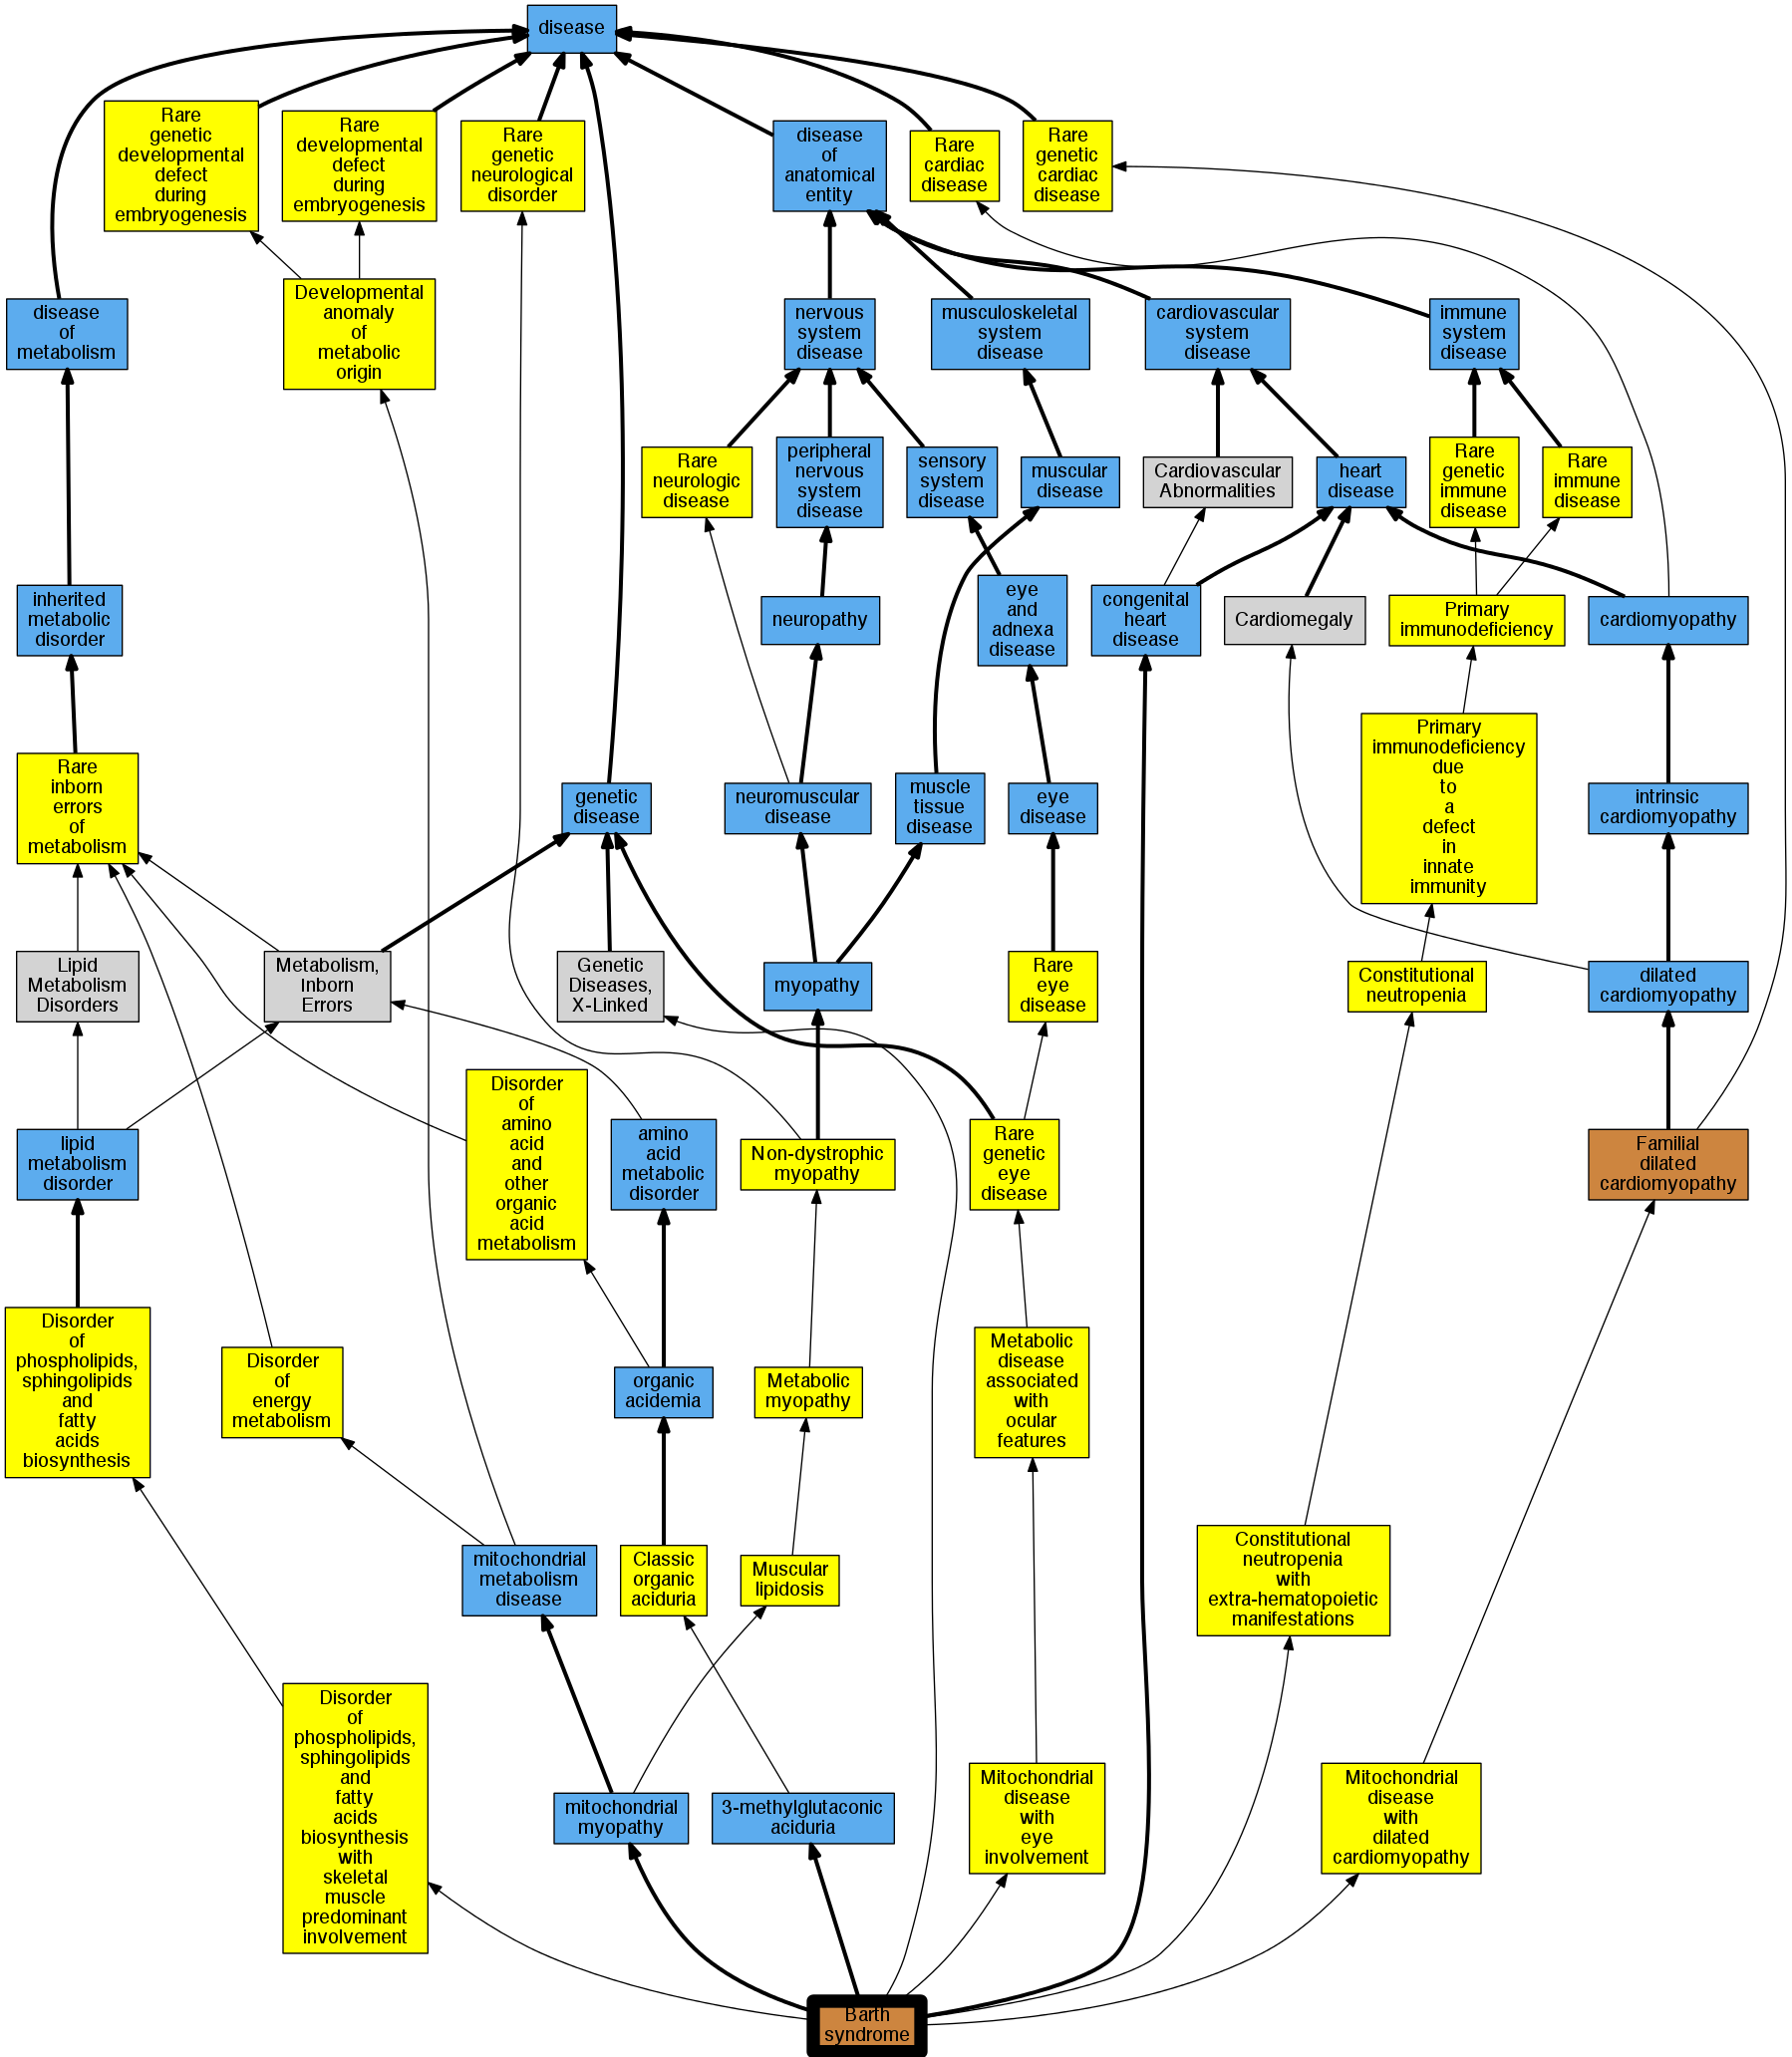 disease
Rare
genetic
developmental
defect
during
embryogenesis
Rare
developmental
defect
during
embryogenesis
Rare
genetic
neurological
disorder
disease
of
anatomical
entity
Rare
cardiac
disease
Rare
genetic
cardiac
disease
Developmental
anomaly
of
metabolic
origin
disease
of
metabolism
nervous
system
disease
musculoskeletal
system
disease
cardiovascular
system
disease
immune
system
disease
Rare
neurologic
disease
peripheral
nervous
system
disease
sensory
system
disease
muscular
disease
Cardiovascular
Abnormalities
heart
disease
Rare
genetic
immune
disease
Rare
immune
disease
inherited
metabolic
disorder
neuropathy
eye
and
adnexa
disease
congenital
heart
disease
Cardiomegaly
Primary
immunodeficiency
cardiomyopathy
Rare
inborn
errors
of
metabolism
genetic
disease
neuromuscular
disease
muscle
tissue
disease
eye
disease
Primary
immunodeficiency
due
to
a
defect
in
innate
immunity
intrinsic
cardiomyopathy
Lipid
Metabolism
Disorders
Metabolism,
Inborn
Errors
Genetic
Diseases,
X-Linked
myopathy
Rare
eye
disease
Constitutional
neutropenia
dilated
cardiomyopathy
lipid
metabolism
disorder
Disorder
of
amino
acid
and
other
organic
acid
metabolism
amino
acid
metabolic
disorder
Non-dystrophic
myopathy
Rare
genetic
eye
disease
Familial
dilated
cardiomyopathy
Disorder
of
phospholipids,
sphingolipids
and
fatty
acids
biosynthesis
Disorder
of
energy
metabolism
organic
acidemia
Metabolic
myopathy
Metabolic
disease
associated
with
ocular
features
mitochondrial
metabolism
disease
Classic
organic
aciduria
Muscular
lipidosis
Constitutional
neutropenia
with
extra-hematopoietic
manifestations
Disorder
of
phospholipids,
sphingolipids
and
fatty
acids
biosynthesis
with
skeletal
muscle
predominant
involvement
mitochondrial
myopathy
3-methylglutaconic
aciduria
Mitochondrial
disease
with
eye
involvement
Mitochondrial
disease
with
dilated
cardiomyopathy
Barth
syndrome